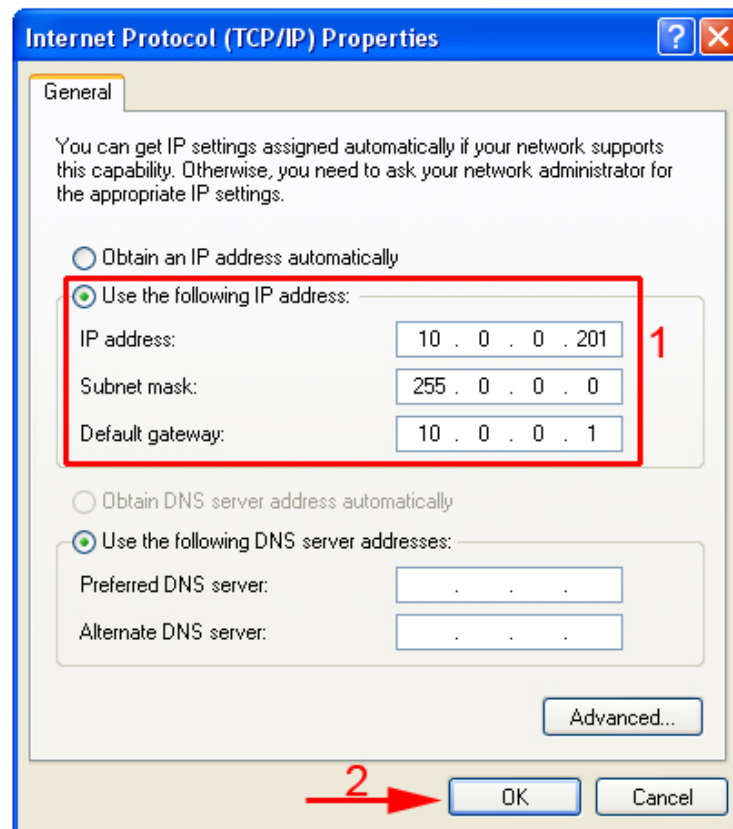 Internet Protocol (TCP/IP) Properties
General
You can get IP settings assigned automatically if your network supports
this capability. Otherwise, you need to ask your network administrator for
the appropriate IP settings.
Obtain an IP address automatically
Use the following IP address:
IP address: 10 . 0 . 0 . 201
1
Subnet mask: 255 . 0 . 0 . 0
Default gateway: 10 . 0 . 0 . 1
Obtain DNS server address automatically
Use the following DNS server addresses:
Preferred DNS server: . . .
Alternate DNS server: . . .
Advanced...
2
OK Cancel